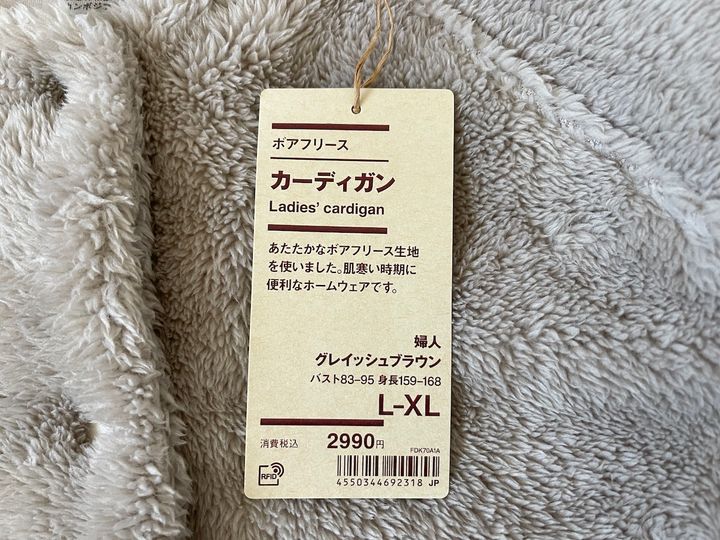 ボアフリース
カーディガン
Ladies' cardigan
あたたかなボアフリース生地
を使いました。肌寒い時期に
便利なホームウェアです。
婦人
グレイッシュブラウン
バスト83–95 身長159–168
L–XL
消費税込 2990円
FDK70A1A
RFID
4550344692318 JP